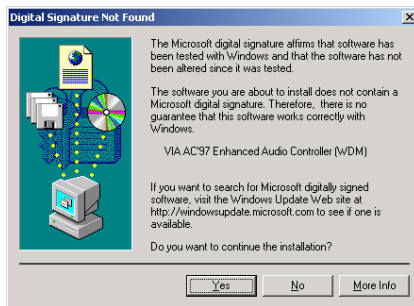 Digital Signature Not Found
The Microsoft digital signature affirms that software has
been tested with Windows and that the software has not
been altered since it was tested.
The software you are about to install does not contain a
Microsoft digital signature. Therefore, there is no
guarantee that this software works correctly with
Windows.
VIA AC'97 Enhanced Audio Controller (WDM)
If you want to search for Microsoft digitally signed
software, visit the Windows Update Web site at
http://windowsupdate.microsoft.com to see if one is
available.
Do you want to continue the installation?
Yes No More Info